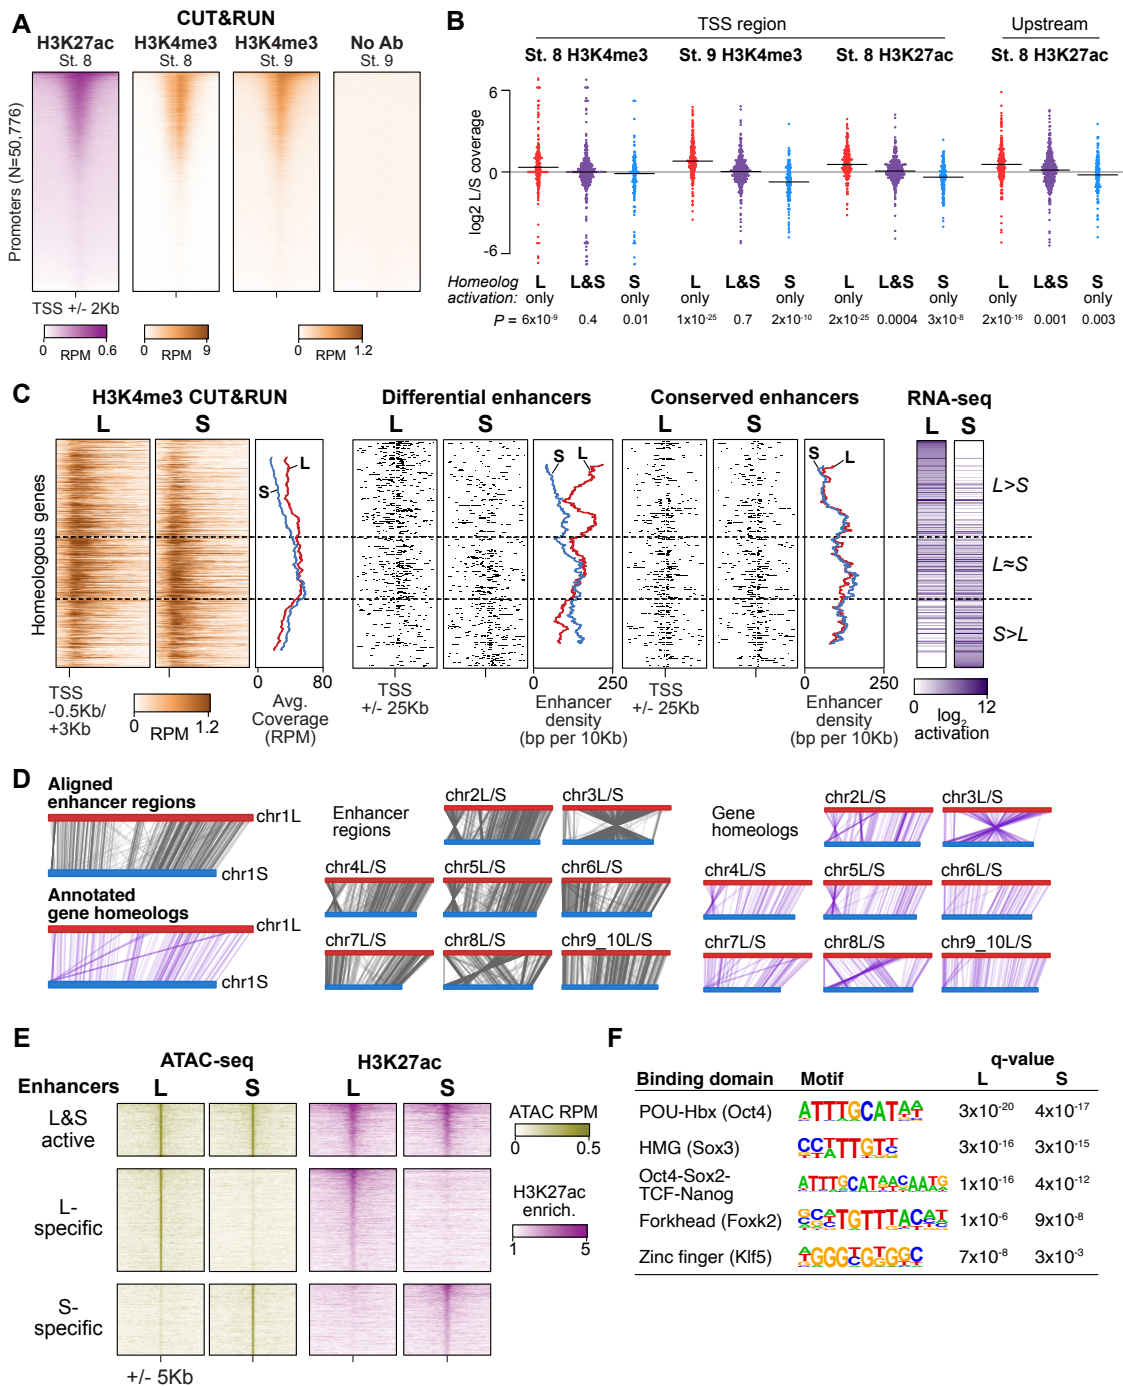 A
CUT&RUN
H3K27ac H3K4me3 H3K4me3 No Ab
St. 8 St. 8 St. 9 St. 9
Promoters (N=50,776)
TSS +/- 2Kb
0 RPM 0.6
0 RPM 9
0 RPM 1.2
B
TSS region Upstream
St. 8 H3K4me3 St. 9 H3K4me3 St. 8 H3K27ac St. 8 H3K27ac
log2 L/S coverage
6
0
-6
Homeolog activation:
L only L&S S only L only L&S S only L only L&S S only L only L&S S only
P = 6x10-9 0.4 0.01 1x10-25 0.7 2x10-10 2x10-25 0.0004 3x10-8 2x10-16 0.001 0.003
C
H3K4me3 CUT&RUN Differential enhancers Conserved enhancers RNA-seq
L S L S L S L S
L
S
S L
S L
Homeologous genes
L>S
L≈S
S>L
TSS
-0.5Kb/
+3Kb
0 RPM 1.2
0 80
Avg.
Coverage
(RPM)
TSS
+/- 25Kb
0 250
Enhancer
density
(bp per 10Kb)
TSS
+/- 25Kb
0 250
Enhancer
density
(bp per 10Kb)
0 12
log2
activation
D
Aligned
enhancer regions
chr1L
chr1S
Annotated
gene homeologs
chr1L
chr1S
Enhancer
regions
chr2L/S chr3L/S
chr4L/S chr5L/S chr6L/S
chr7L/S chr8L/S chr9_10L/S
Gene
homeologs
chr2L/S chr3L/S
chr4L/S chr5L/S chr6L/S
chr7L/S chr8L/S chr9_10L/S
E
ATAC-seq H3K27ac
Enhancers L S L S
L&S
active
L-
specific
S-
specific
+/- 5Kb
ATAC RPM
0 0.5
H3K27ac
enrich.
1 5
F
q-value
Binding domain Motif L S
POU-Hbx (Oct4) ATTTGCAT 3x10-20 4x10-17
HMG (Sox3) CCTTTGTC 3x10-16 3x10-15
Oct4-Sox2-
TCF-Nanog ATTTGCATAACAATG 1x10-16 4x10-12
Forkhead (Foxk2) TGTTTAC 1x10-6 9x10-8
Zinc finger (Klf5) GGGCGTGGC 7x10-8 3x10-3